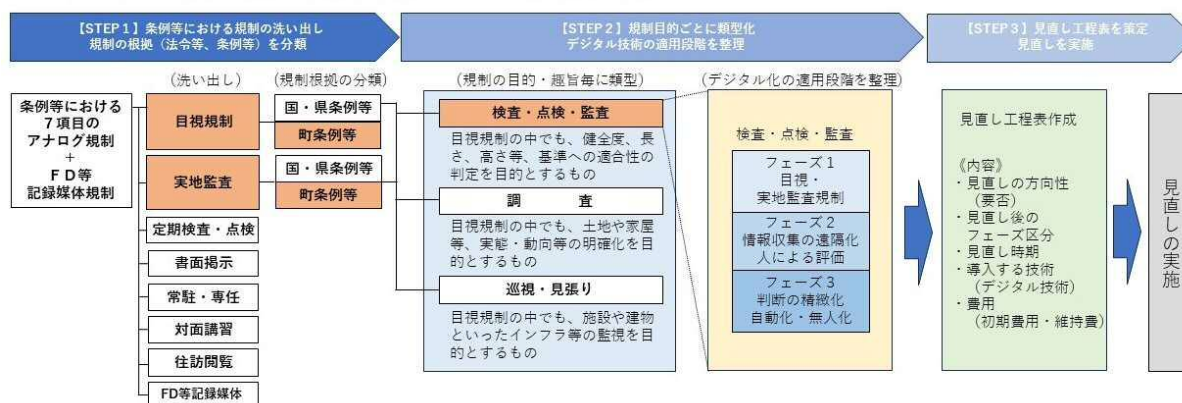 【STEP１】条例等における規制の洗い出し
規制の根拠（法令等、条例等）を分類
【STEP２】規制目的ごとに類型化
デジタル技術の適用段階を整理
【STEP３】見直し工程表を策定
見直しを実施
(洗い出し)
(規制根拠の分類)
(規制の目的・趣旨毎に類型)
(デジタル化の適用段階を整理)
条例等における
７項目の
アナログ規制
＋
ＦＤ等
記録媒体規制
目視規制
実地監査
定期検査・点検
書面掲示
常駐・専任
対面講習
往訪閲覧
FD等記録媒体
国・県条例等
町条例等
国・県条例等
町条例等
検査・点検・監査
目視規制の中でも、健全度、長
さ、高さ等、基準への適合性の
判定を目的とするもの
調　査
目視規制の中でも、土地や家屋
等、実態・動向等の明確化を目
的とするもの
巡視・見張り
目視規制の中でも、施設や建物
といったインフラ等の監視を目
的とするもの
検査・点検・監査
フェーズ１
目視・
実地監査規制
フェーズ２
情報収集の遠隔化
人による評価
フェーズ３
判断の精緻化
自動化・無人化
見直し工程表作成
《内容》
・見直しの方向性
(要否)
・見直し後の
フェーズ区分
・見直し時期
・導入する技術
(デジタル技術)
・費用
(初期費用・維持費)
見直しの実施